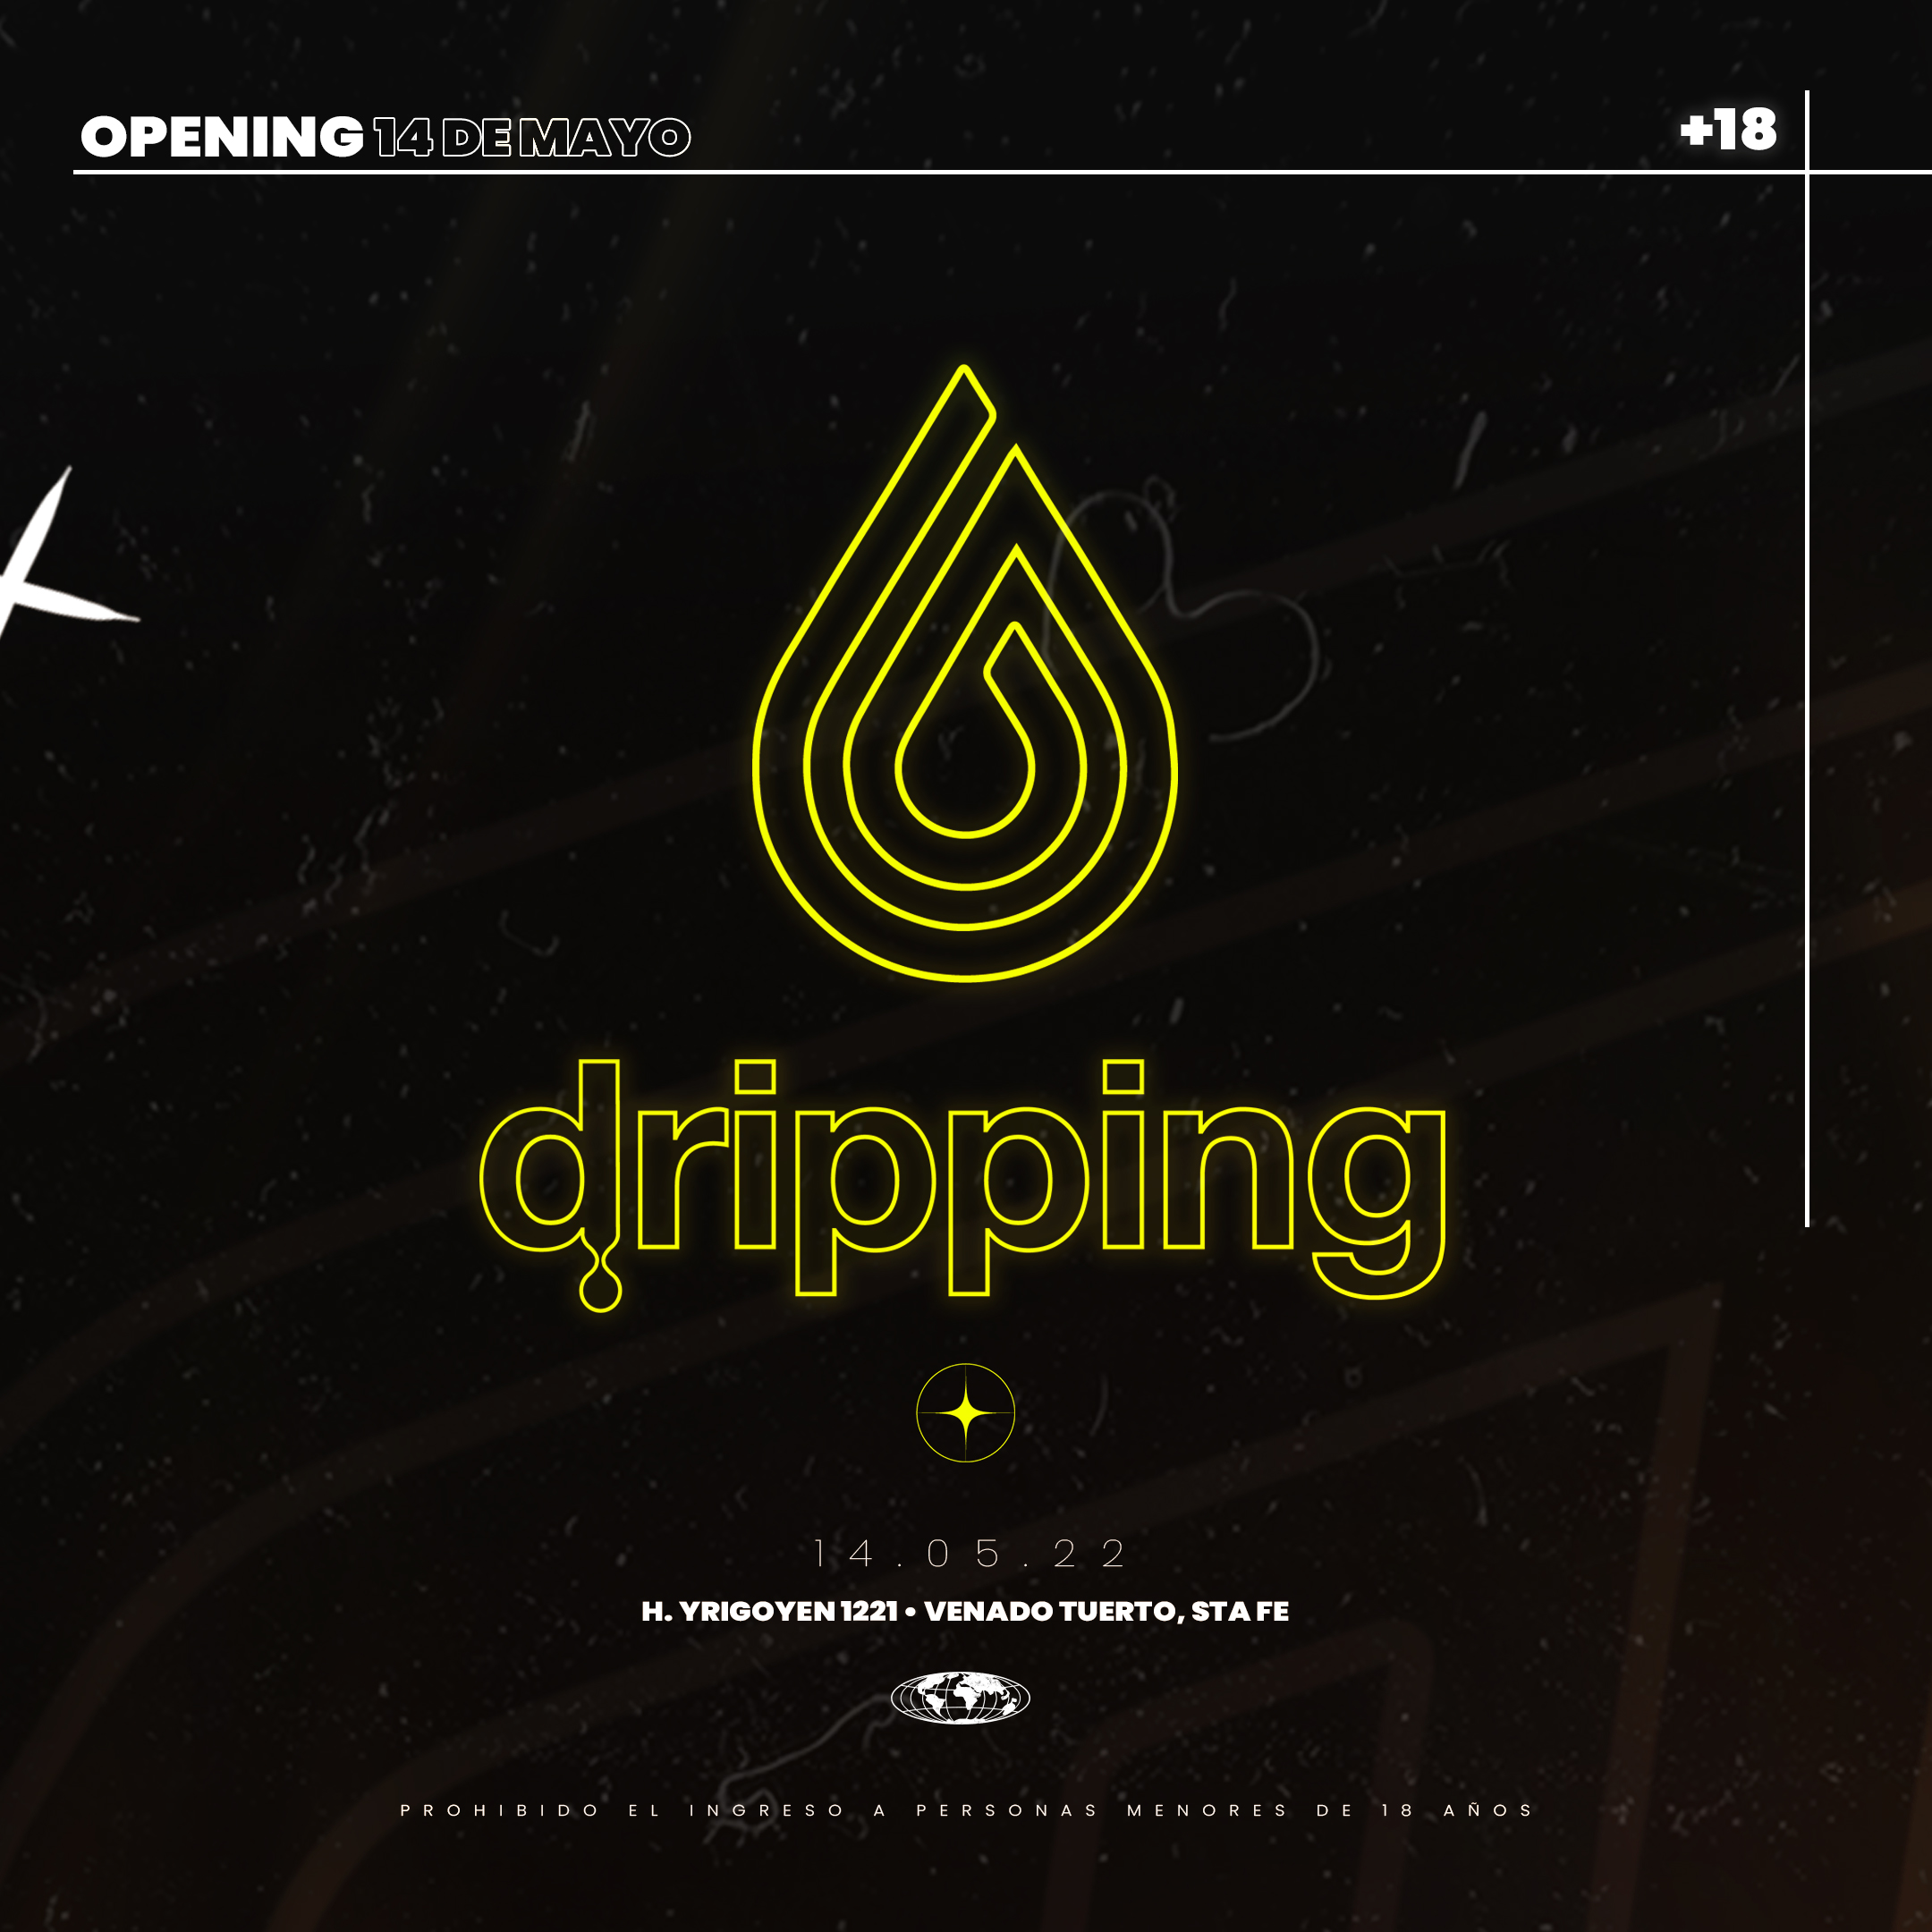 OPENING 14 DE MAYO
+18
dripping
14.05.22
H. YRIGOYEN 1221 • VENADO TUERTO, STA FE
PROHIBIDO EL INGRESO A PERSONAS MENORES DE 18 AÑOS